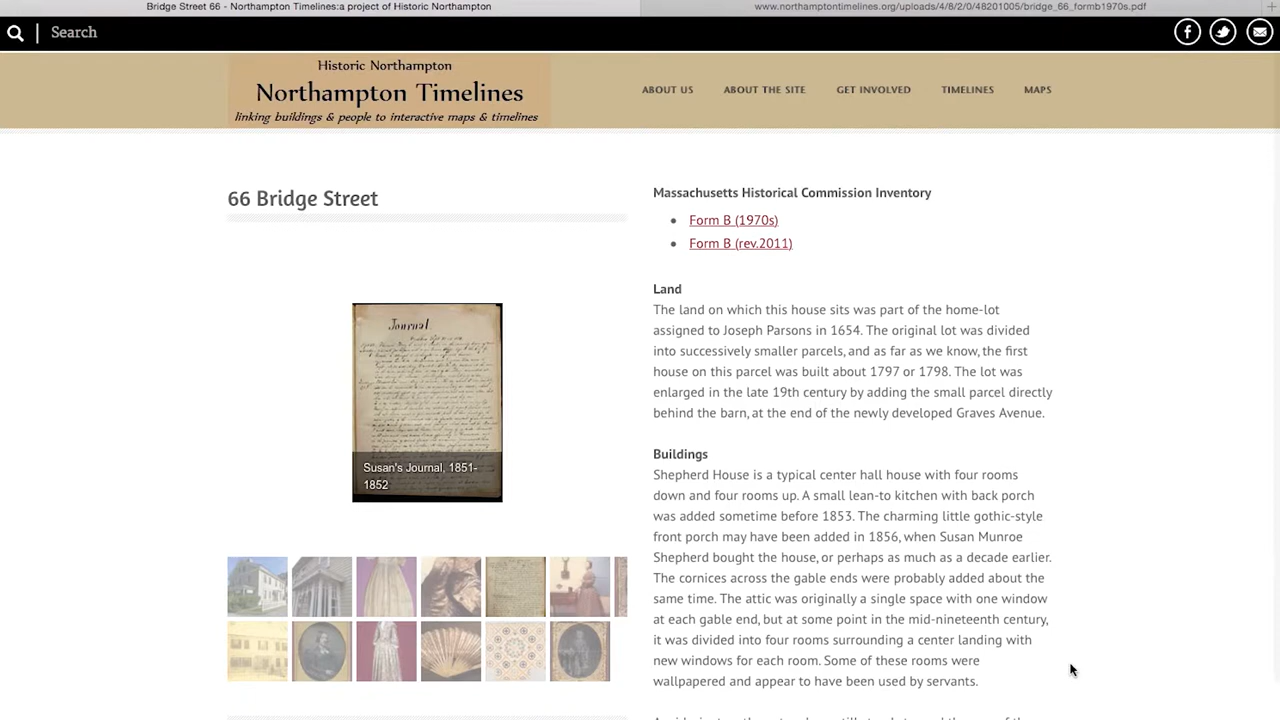 Bridge Street 66 - Northampton Timelines:a project of Historic Northampton
www.northamptontimelines.org/uploads/4/8/2/0/48201005/bridge_66_formb1970s.pdf
Search
Historic Northampton
Northampton Timelines
linking buildings & people to interactive maps & timelines
ABOUT US
ABOUT THE SITE
GET INVOLVED
TIMELINES
MAPS
66 Bridge Street
Journal.
Susan's Journal, 1851-
1852
Massachusetts Historical Commission Inventory
• Form B (1970s)
• Form B (rev.2011)
Land
The land on which this house sits was part of the home-lot
assigned to Joseph Parsons in 1654. The original lot was divided
into successively smaller parcels, and as far as we know, the first
house on this parcel was built about 1797 or 1798. The lot was
enlarged in the late 19th century by adding the small parcel directly
behind the barn, at the end of the newly developed Graves Avenue.
Buildings
Shepherd House is a typical center hall house with four rooms
down and four rooms up. A small lean-to kitchen with back porch
was added sometime before 1853. The charming little gothic-style
front porch may have been added in 1856, when Susan Munroe
Shepherd bought the house, or perhaps as much as a decade earlier.
The cornices across the gable ends were probably added about the
same time. The attic was originally a single space with one window
at each gable end, but at some point in the mid-nineteenth century,
it was divided into four rooms surrounding a center landing with
new windows for each room. Some of these rooms were
wallpapered and appear to have been used by servants.